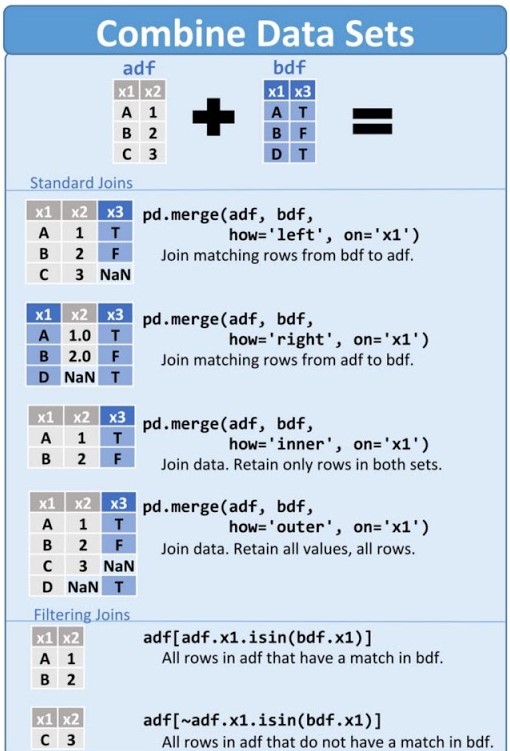 Combine Data Sets
adf bdf
x1 x2 x1 x3
A 1 A T
B 2 + B F =
C 3 D T
Standard Joins
x1 x2 x3
A 1 T
B 2 F
C 3 NaN
pd.merge(adf, bdf,
how='left', on='x1')
Join matching rows from bdf to adf.
x1 x2 x3
A 1.0 T
B 2.0 F
D NaN T
pd.merge(adf, bdf,
how='right', on='x1')
Join matching rows from adf to bdf.
x1 x2 x3
A 1 T
B 2 F
pd.merge(adf, bdf,
how='inner', on='x1')
Join data. Retain only rows in both sets.
x1 x2 x3
A 1 T
B 2 F
C 3 NaN
D NaN T
pd.merge(adf, bdf,
how='outer', on='x1')
Join data. Retain all values, all rows.
Filtering Joins
x1 x2
A 1
B 2
adf[adf.x1.isin(bdf.x1)]
All rows in adf that have a match in bdf.
x1 x2
C 3
adf[~adf.x1.isin(bdf.x1)]
All rows in adf that do not have a match in bdf.